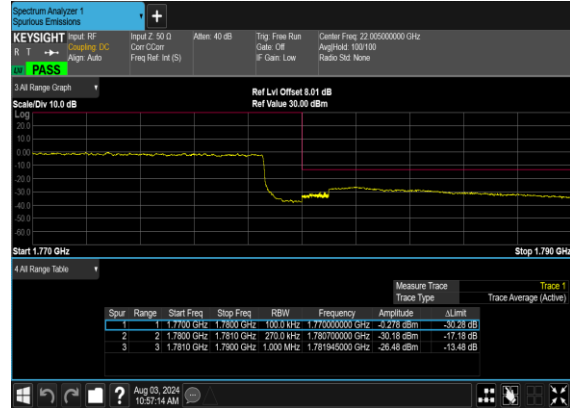 Spectrum Analyzer 1
Spurious Emissions
KEYSIGHT Input: RF Input Z: 50 Ω Atten: 40 dB Trig: Free Run Center Freq: 22.005000000 GHz
R T Coupling: DC Corr CCorr Gate: Off Avg|Hold: 100/100
Align: Auto Freq Ref: Int (S) IF Gain: Low Radio Std: None
PASS
3 All Range Graph
Ref Lvl Offset 8.01 dB
Scale/Div 10.0 dB Ref Value 30.00 dBm
Log
20.0
10.0
0.00
-10.0
-20.0
-30.0
-40.0
-50.0
-60.0
Start 1.770 GHz Stop 1.790 GHz
4 All Range Table
Measure Trace Trace 1
Trace Type Trace Average (Active)
Spur Range Start Freq Stop Freq RBW Frequency Amplitude ΔLimit
1 1 1.7700 GHz 1.7800 GHz 100.0 kHz 1.770000000 GHz -0.278 dBm -30.28 dB
2 2 1.7800 GHz 1.7810 GHz 270.0 kHz 1.780700000 GHz -30.18 dBm -17.18 dB
3 3 1.7810 GHz 1.7900 GHz 1.000 MHz 1.781945000 GHz -26.48 dBm -13.48 dB
Aug 03, 2024
10:57:14 AM